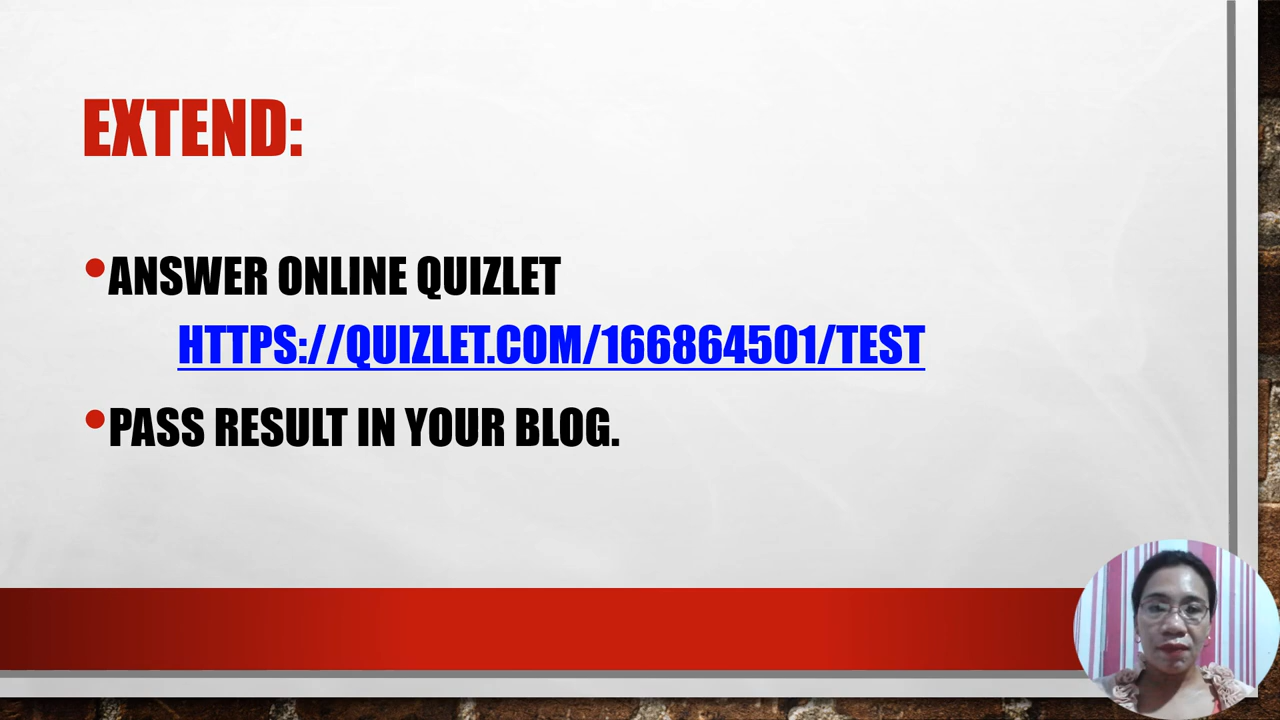 EXTEND:
•ANSWER ONLINE QUIZLET
HTTPS://QUIZLET.COM/166864501/TEST
•PASS RESULT IN YOUR BLOG.